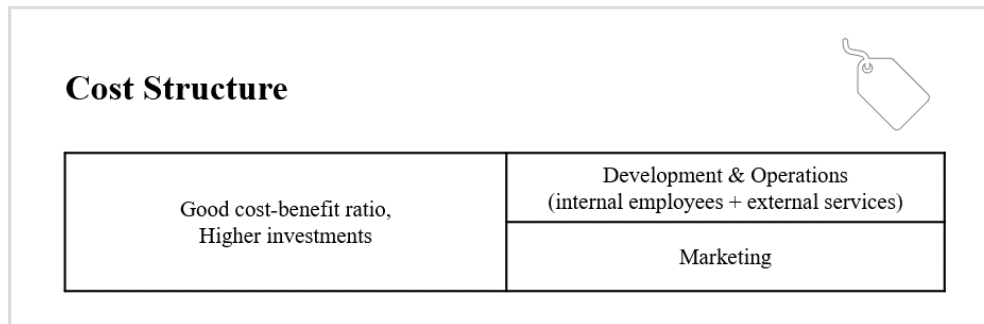 Cost Structure
Good cost-benefit ratio,
Higher investments
Development & Operations
(internal employees + external services)
Marketing